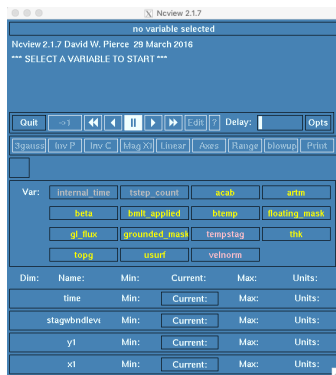 Ncview 2.1.7
no variable selected
Ncview 2.1.7 David W. Pierce 29 March 2016
*** SELECT A VARIABLE TO START ***
Quit ->1 Edit ? Delay: Opts
3gauss Inv P Inv C Mag X1 Linear Axes Range blowup Print
Var: internal_time tstep_count acab artm
beta bmlt_applied btemp floating_mask
gl_flux grounded_mask tempstag thk
topg usurf velnorm
Dim: Name: Min: Current: Max: Units:
time Min: Current: Max: Units:
stagwbndleve Min: Current: Max: Units:
y1 Min: Current: Max: Units:
x1 Min: Current: Max: Units: